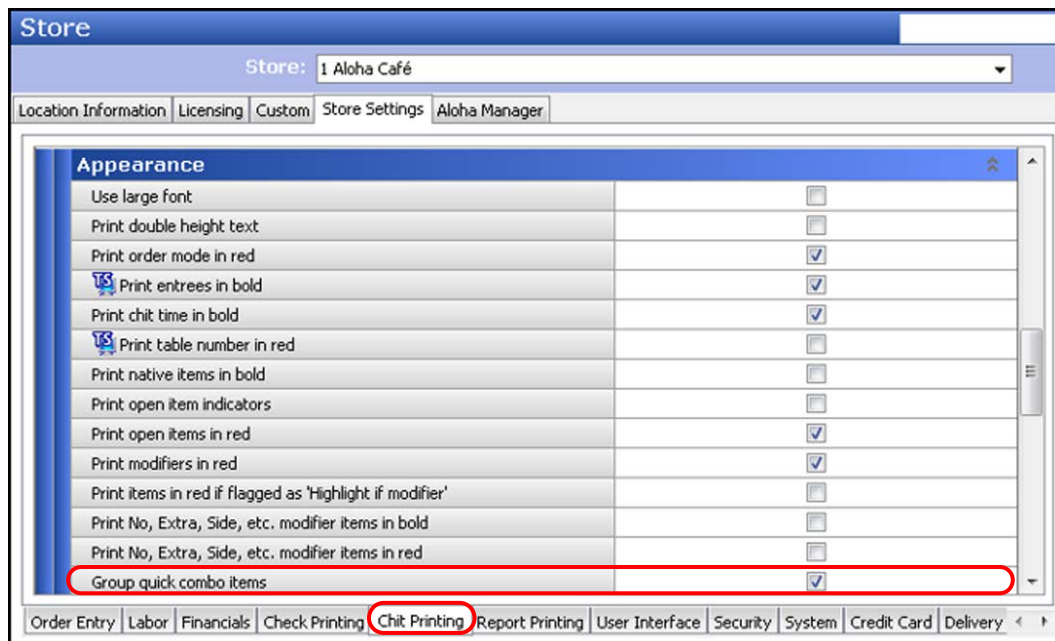 Store
Store: 1 Aloha Café
Location Information Licensing Custom Store Settings Aloha Manager
Appearance
Use large font
Print double height text
Print order mode in red
TS Print entrees in bold
Print chit time in bold
TS Print table number in red
Print native items in bold
Print open item indicators
Print open items in red
Print modifiers in red
Print items in red if flagged as 'Highlight if modifier'
Print No, Extra, Side, etc. modifier items in bold
Print No, Extra, Side, etc. modifier items in red
Group quick combo items
Order Entry Labor Financials Check Printing Chit Printing Report Printing User Interface Security System Credit Card Delivery